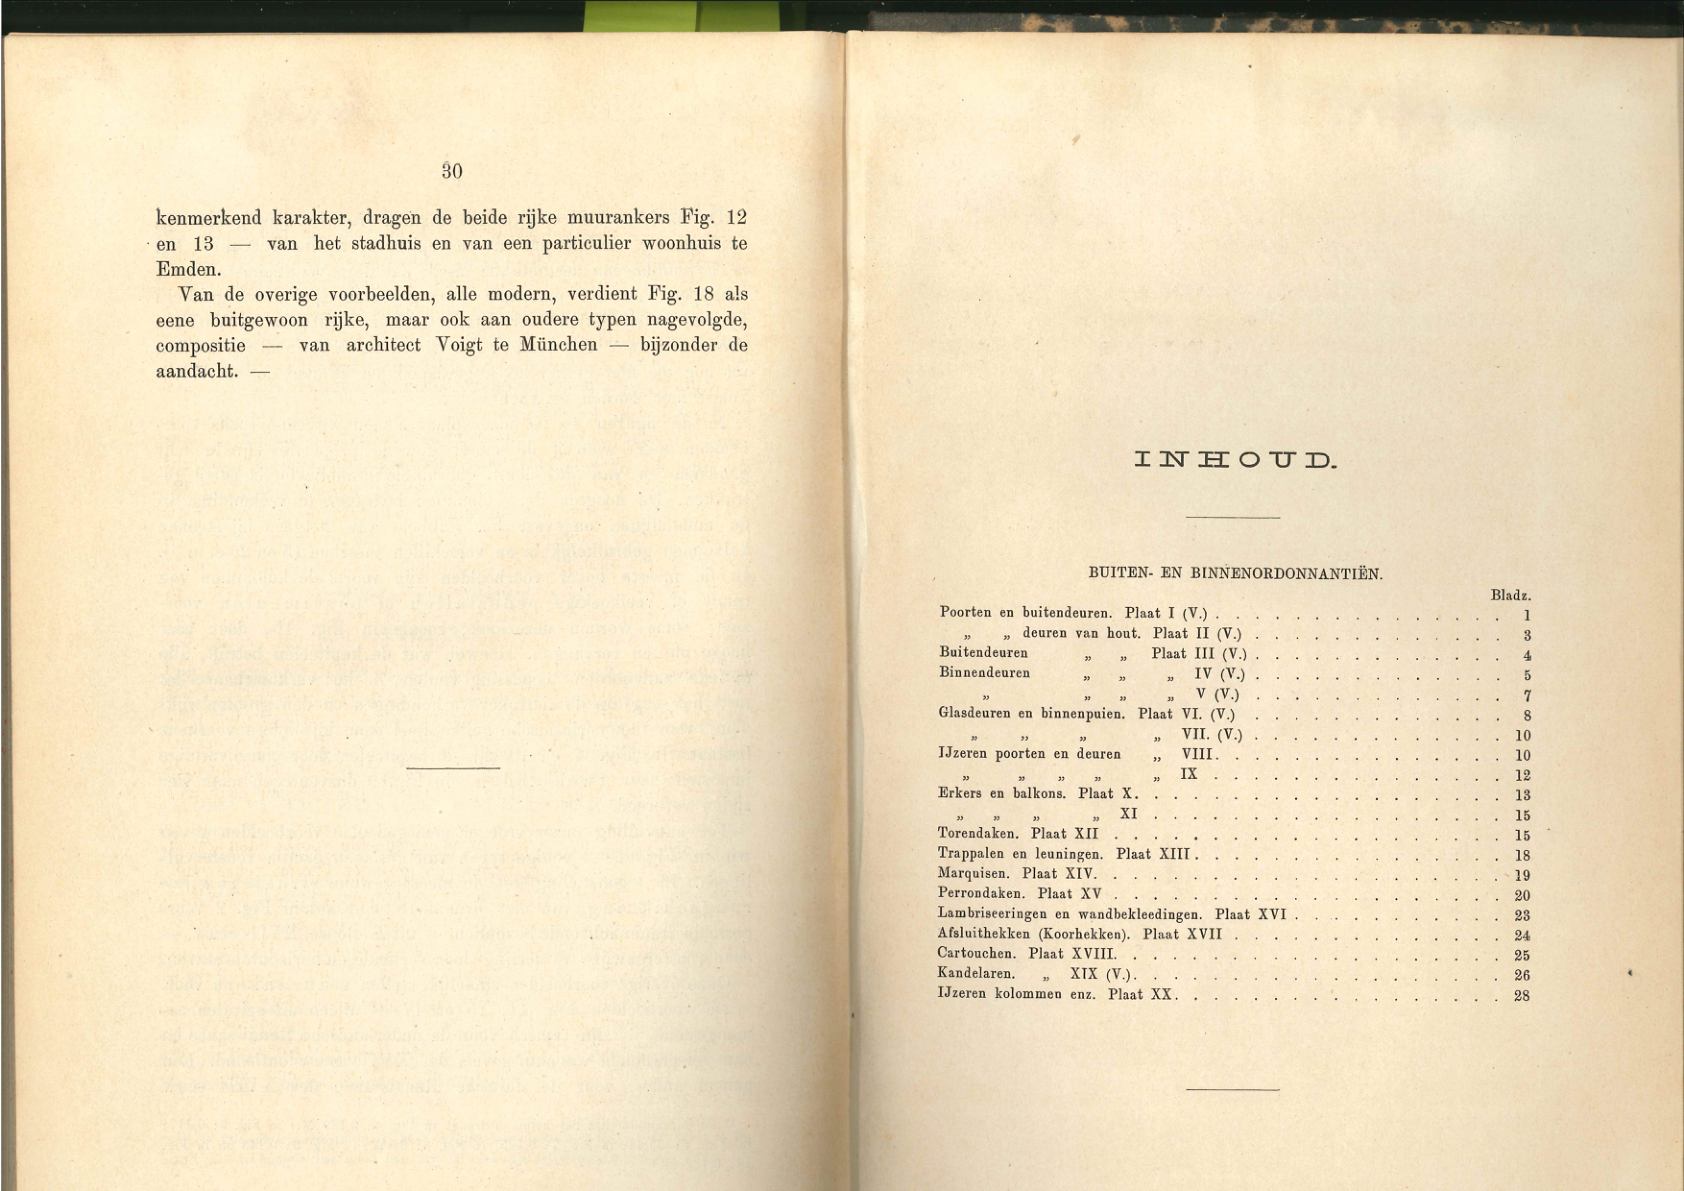 30
kenmerkend karakter, dragen de beide rijke muurankers Fig. 12
en 13 — van het stadhuis en van een particulier woonhuis te
Emden.
Van de overige voorbeelden, alle modern, verdient Fig. 18 als
eene buitgewoon rijke, maar ook aan oudere typen nagevolgde,
compositie — van architect Voigt te München — bijzonder de
aandacht. —
INHOUD.
BUITEN- EN BINNENORDONNANTIËN.
Bladz.
Poorten en buitendeuren. Plaat I (V.) . . . . . . . . . . . . . . . 1
„ „ deuren van hout. Plaat II (V.) . . . . . . . . . . . . . 3
Buitendeuren „ „ Plaat III (V.) . . . . . . . . . . . . . 4
Binnendeuren „ „ „ IV (V.) . . . . . . . . . . . . . 5
„ „ „ „ V (V.) . . . . . . . . . . . . . 7
Glasdeuren en binnenpuien. Plaat VI. (V.) . . . . . . . . . . . . . 8
„ „ „ „ VII. (V.) . . . . . . . . . . . . . 10
IJzeren poorten en deuren „ VIII. . . . . . . . . . . . . . . 10
„ „ „ „ „ IX . . . . . . . . . . . . . . . 12
Erkers en balkons. Plaat X. . . . . . . . . . . . . . . . . . . 13
„ „ „ „ XI . . . . . . . . . . . . . . . . . . 15
Torendaken. Plaat XII . . . . . . . . . . . . . . . . . . . . 15
Trappalen en leuningen. Plaat XIII. . . . . . . . . . . . . . . . 18
Marquisen. Plaat XIV. . . . . . . . . . . . . . . . . . . . . 19
Perrondaken. Plaat XV . . . . . . . . . . . . . . . . . . . . 20
Lambriseeringen en wandbekleedingen. Plaat XVI . . . . . . . . . . . 23
Afsluithekken (Koorhekken). Plaat XVII . . . . . . . . . . . . . . 24
Cartouchen. Plaat XVIII. . . . . . . . . . . . . . . . . . . . 25
Kandelaren. „ XIX (V.). . . . . . . . . . . . . . . . . . . 26
IJzeren kolommen enz. Plaat XX. . . . . . . . . . . . . . . . . 28